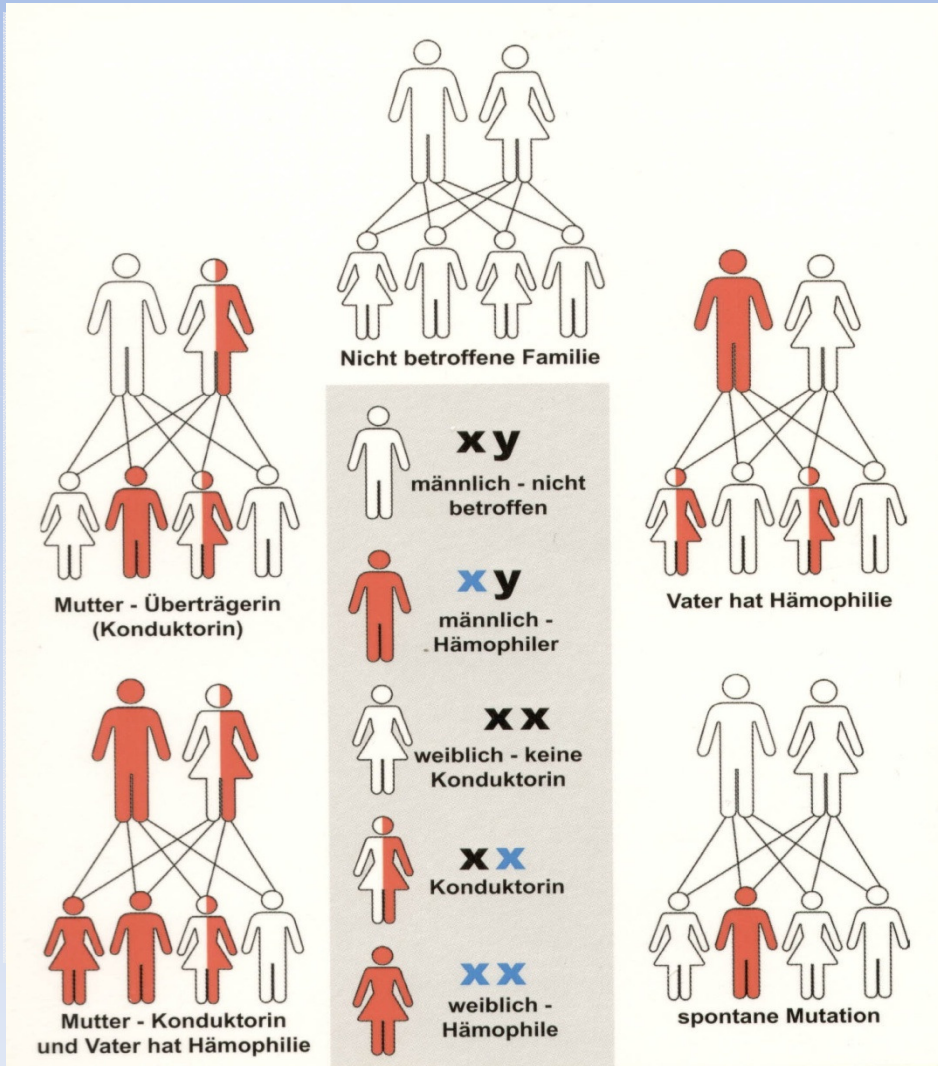 Nicht betroffene Familie
Mutter - Überträgerin
(Konduktorin)
Vater hat Hämophilie
xy
männlich - nicht
betroffen
xy
männlich -
Hämophiler
xx
weiblich - keine
Konduktorin
xx
Konduktorin
xx
weiblich -
Hämophile
Mutter - Konduktorin
und Vater hat Hämophilie
spontane Mutation